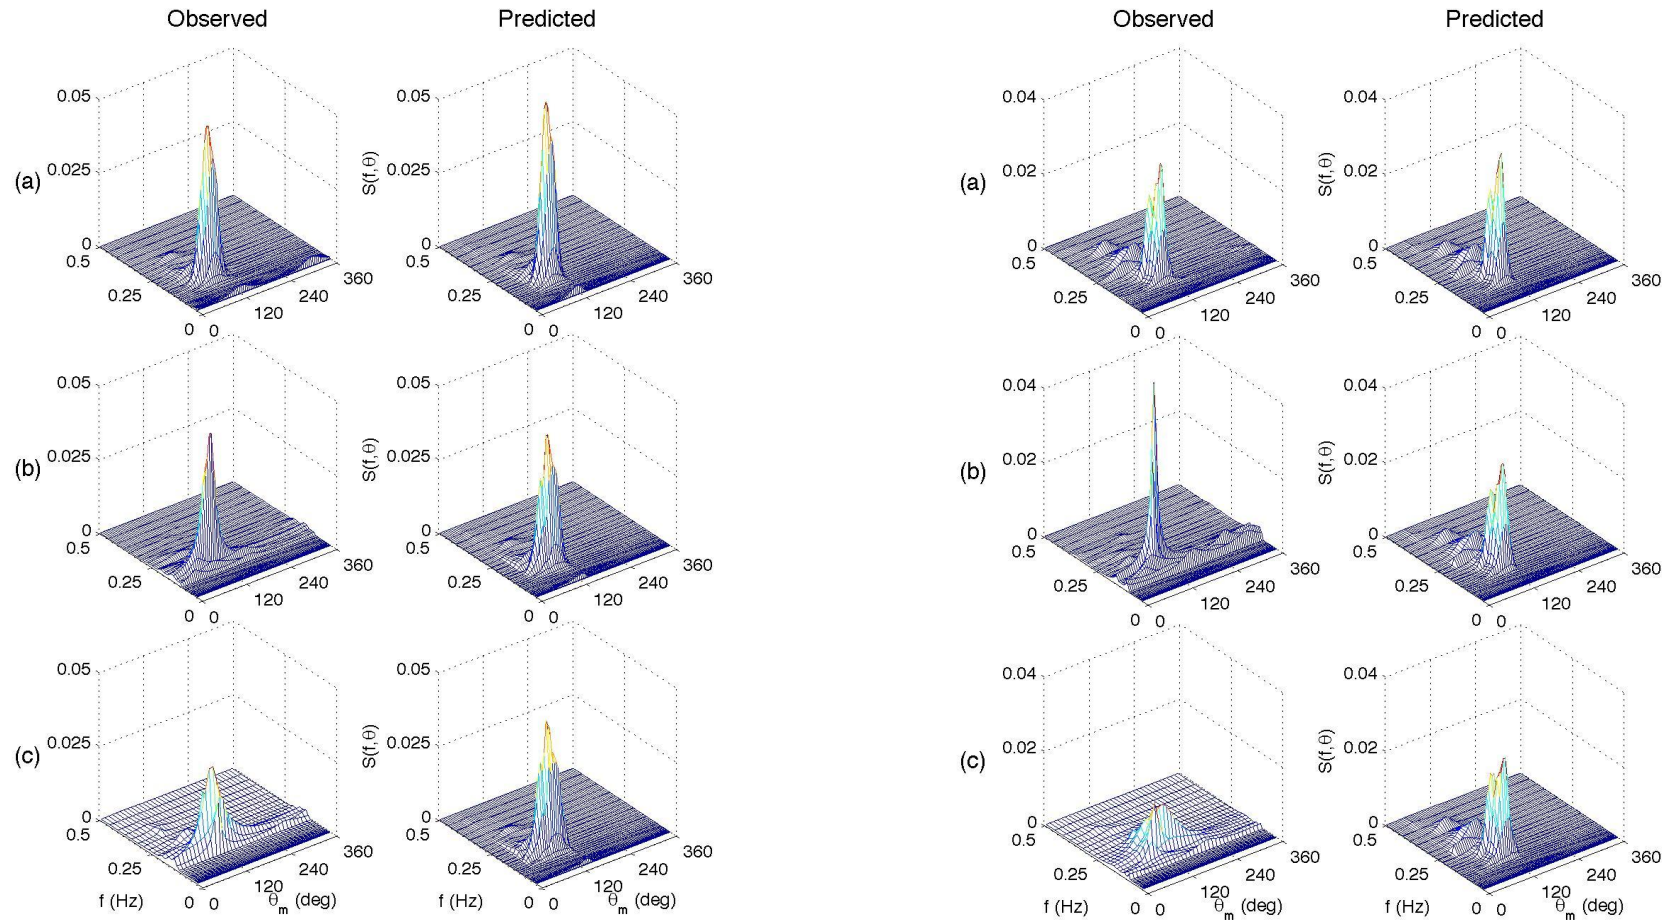 Observed Predicted Observed Predicted
0.05 0.05 0.04 0.04
(a) 0.025 S(f,θ) 0.025 (a) 0.02 S(f,θ) 0.02
0 0 0 0
0.5 360 0.5 360 0.5 360 0.5 360
0.25 240 0.25 240 0.25 240 0.25 240
120 120 120 120
0 0 0 0 0 0 0 0
0.05 0.05 0.04 0.04
(b) 0.025 S(f,θ) 0.025 (b) 0.02 S(f,θ) 0.02
0 0 0 0
0.5 360 0.5 360 0.5 360 0.5 360
0.25 240 0.25 240 0.25 240 0.25 240
120 120 120 120
0 0 0 0 0 0 0 0
0.05 0.05 0.04 0.04
(c) 0.025 S(f,θ) 0.025 (c) 0.02 S(f,θ) 0.02
0 0 0 0
0.5 360 0.5 360 0.5 360 0.5 360
0.25 240 0.25 240 0.25 240 0.25 240
120 120 120 120
f (Hz) 0 0 θm (deg) f (Hz) 0 0 θm (deg) f (Hz) 0 0 θm (deg) f (Hz) 0 0 θm (deg)